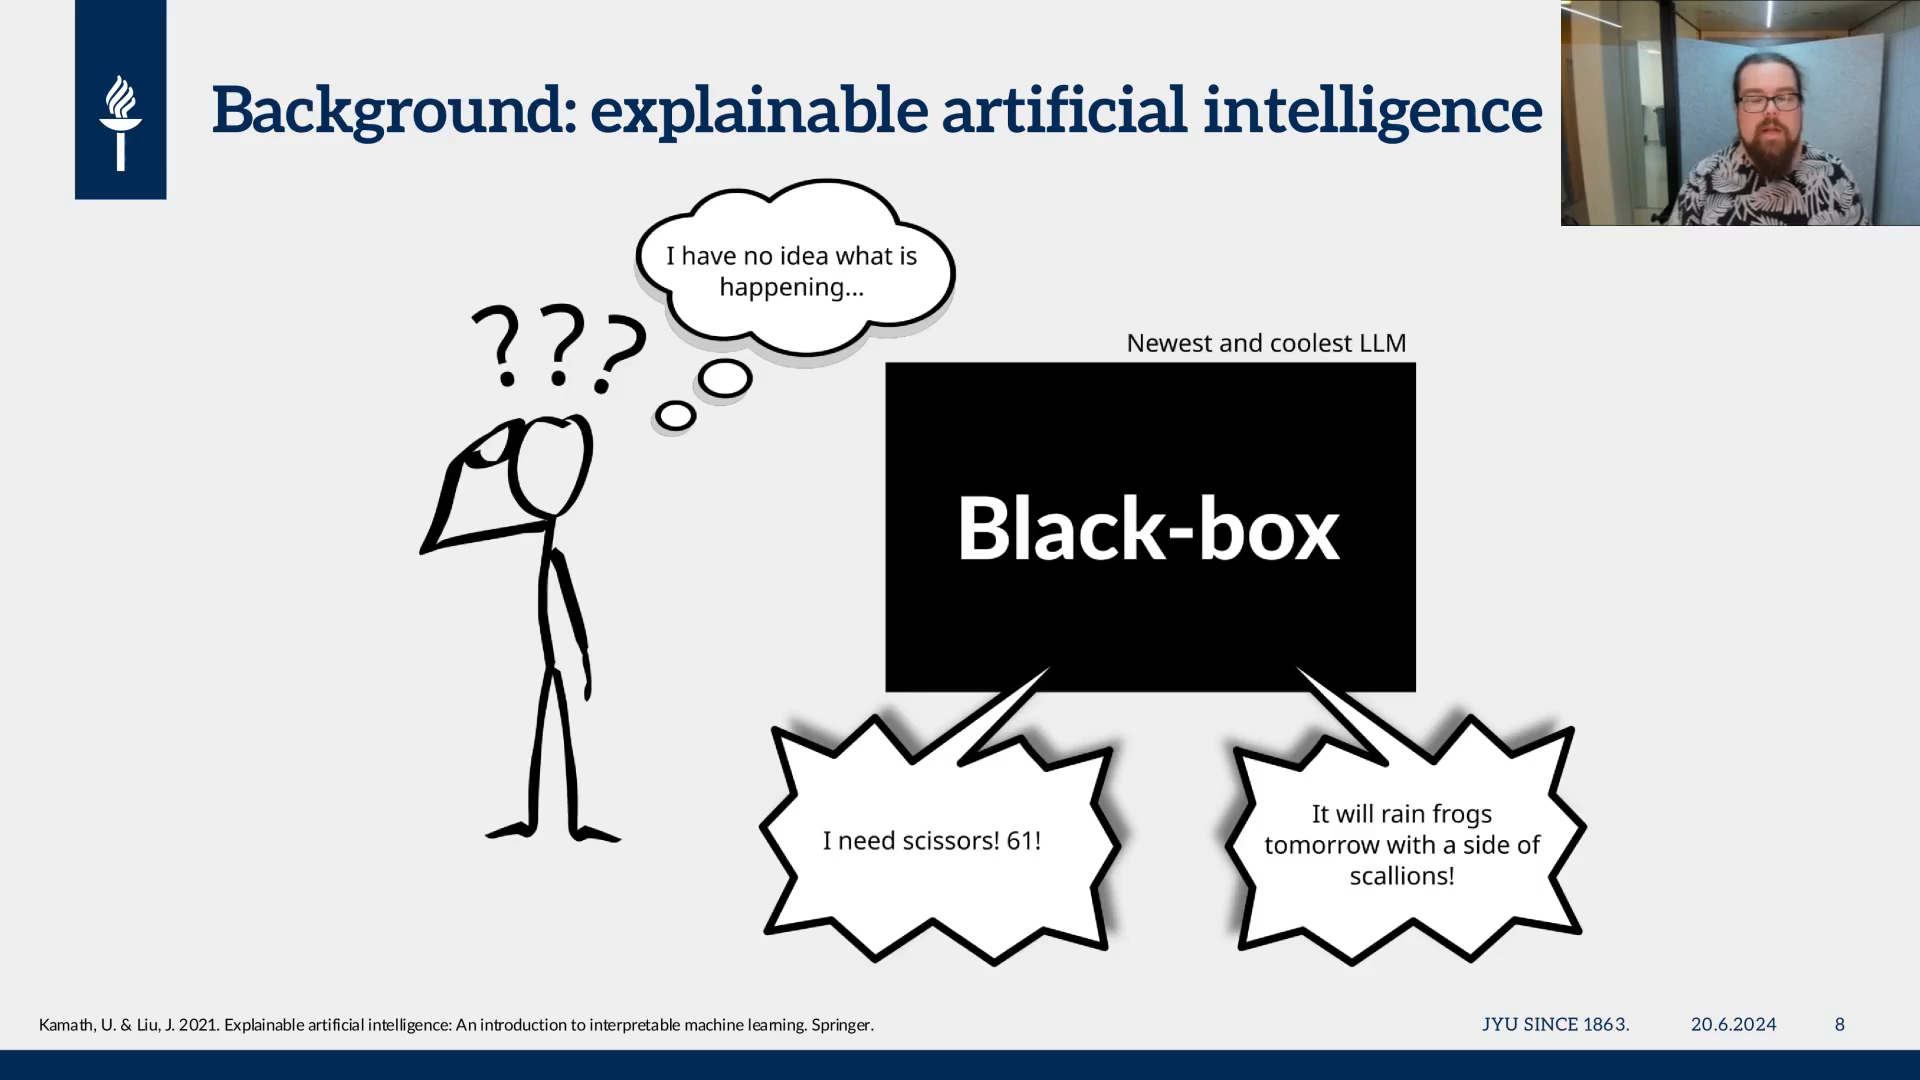 Background: explainable artificial intelligence
I have no idea what is
happening...
???
Newest and coolest LLM
Black-box
I need scissors! 61!
It will rain frogs
tomorrow with a side of
scallions!
Kamath, U. & Liu, J. 2021. Explainable artificial intelligence: An introduction to interpretable machine learning. Springer.
JYU SINCE 1863.
20.6.2024
8